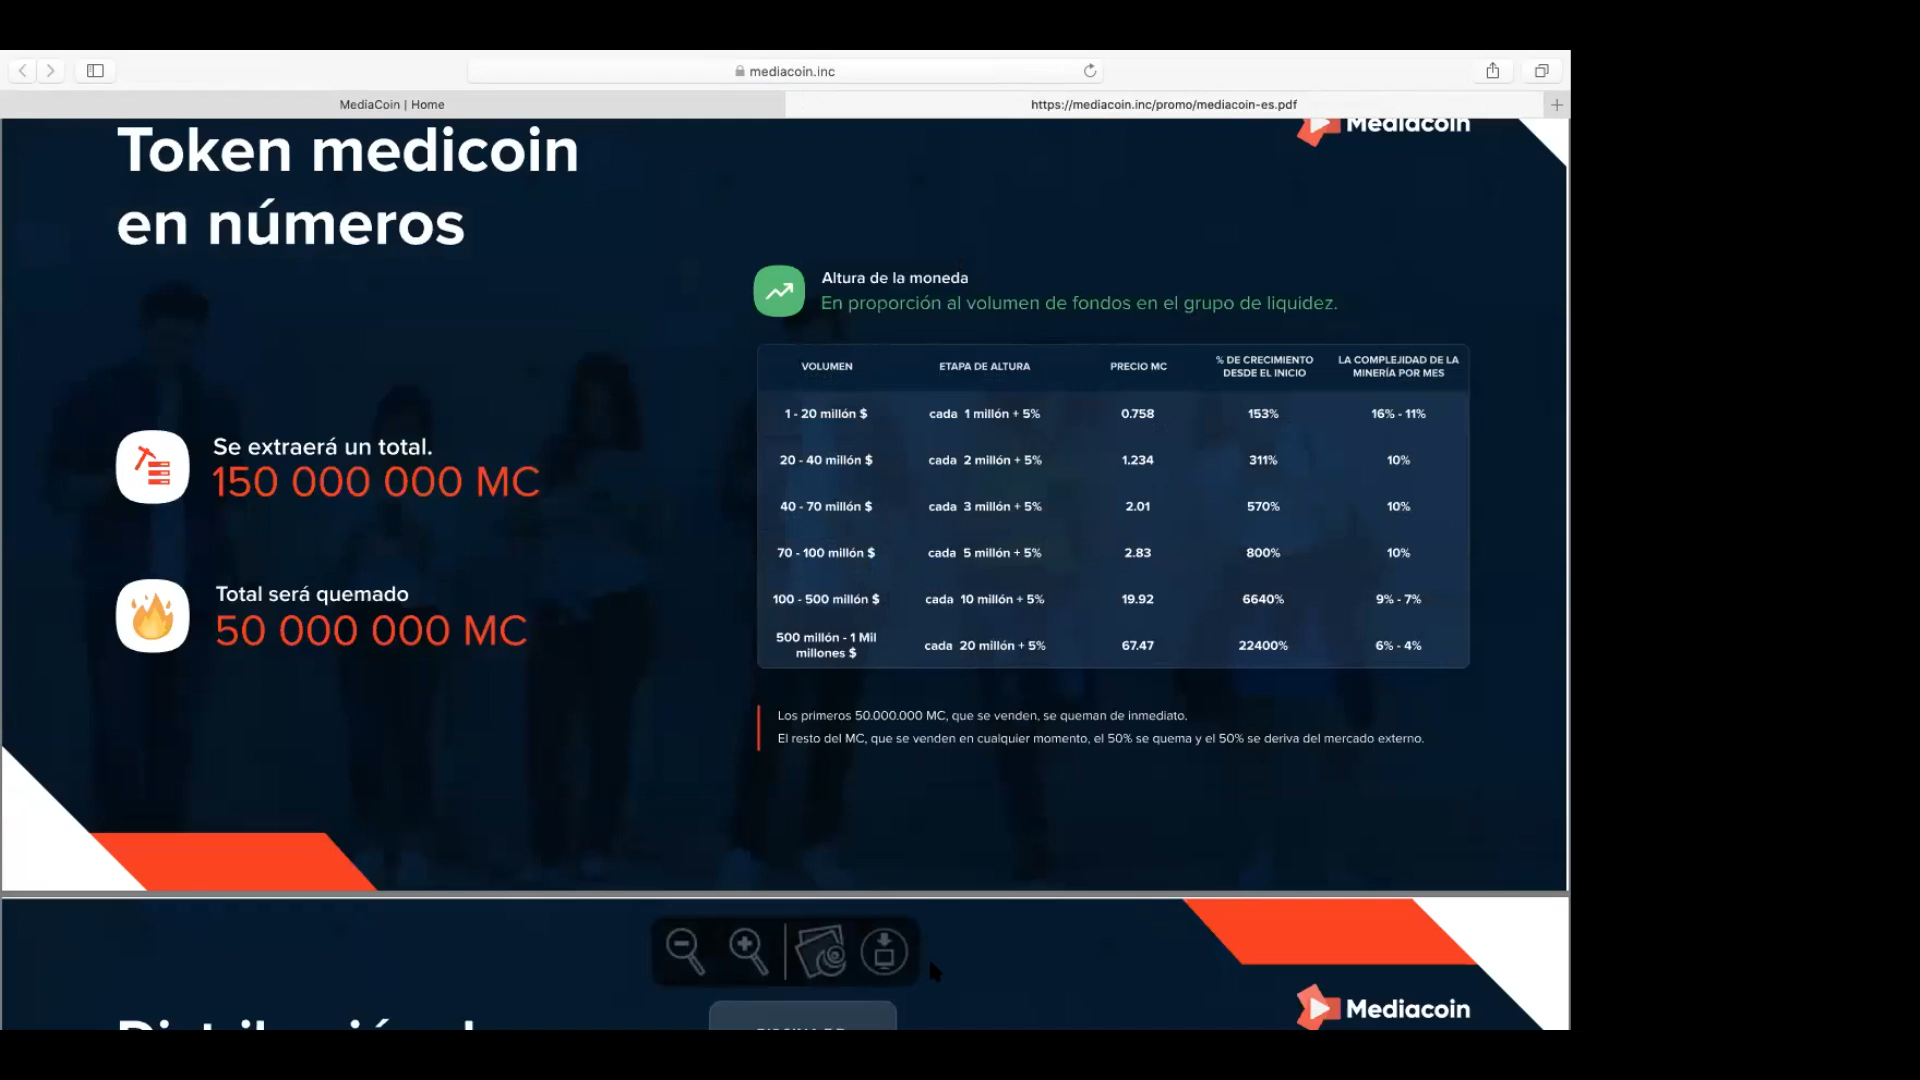 mediacoin.inc
MediaCoin | Home
https://mediacoin.inc/promo/mediacoin-es.pdf
Mediacoin
Token medicoin
en números
Altura de la moneda
En proporción al volumen de fondos en el grupo de liquidez.
VOLUMEN ETAPA DE ALTURA PRECIO MC % DE CRECIMIENTO DESDE EL INICIO LA COMPLEJIDAD DE LA MINERÍA POR MES
1 - 20 millón $ cada 1 millón + 5% 0.758 153% 16% - 11%
20 - 40 millón $ cada 2 millón + 5% 1.234 311% 10%
40 - 70 millón $ cada 3 millón + 5% 2.01 570% 10%
70 - 100 millón $ cada 5 millón + 5% 2.83 800% 10%
100 - 500 millón $ cada 10 millón + 5% 19.92 6640% 9% - 7%
500 millón - 1 Mil millones $ cada 20 millón + 5% 67.47 22400% 6% - 4%
Se extraerá un total.
150 000 000 MC
Total será quemado
50 000 000 MC
Los primeros 50.000.000 MC, que se venden, se queman de inmediato.
El resto del MC, que se venden en cualquier momento, el 50% se quema y el 50% se deriva del mercado externo.
Mediacoin